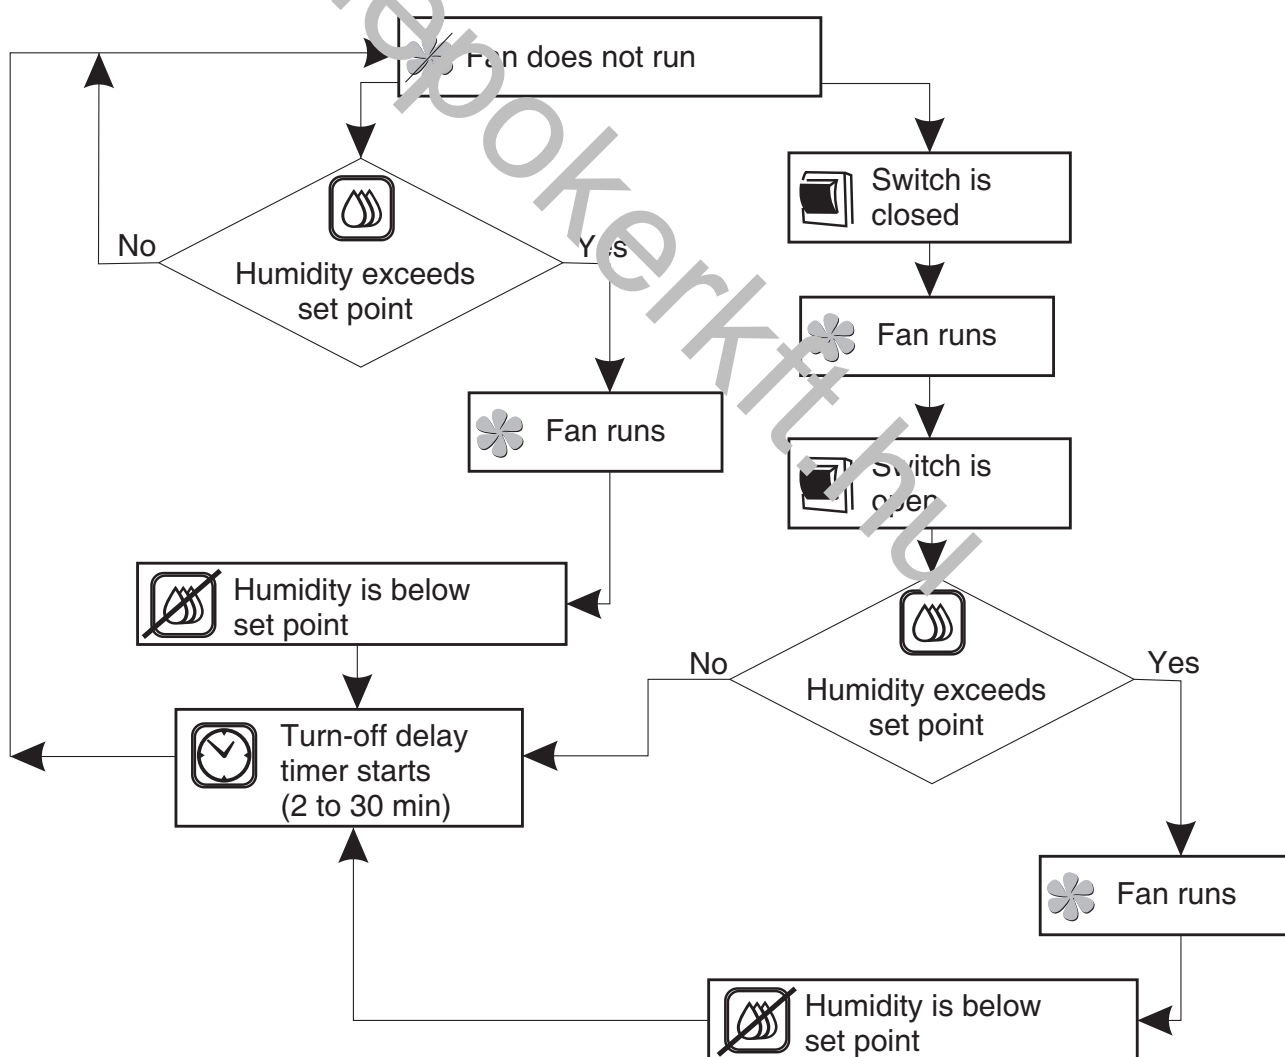 Fan does not run
Switch is
closed
No
Yes
Humidity exceeds
set point
Fan runs
Fan runs
Switch is
open
Humidity is below
set point
No
Yes
Humidity exceeds
set point
Turn-off delay
timer starts
(2 to 30 min)
Fan runs
Humidity is below
set point
epokerkft.hu